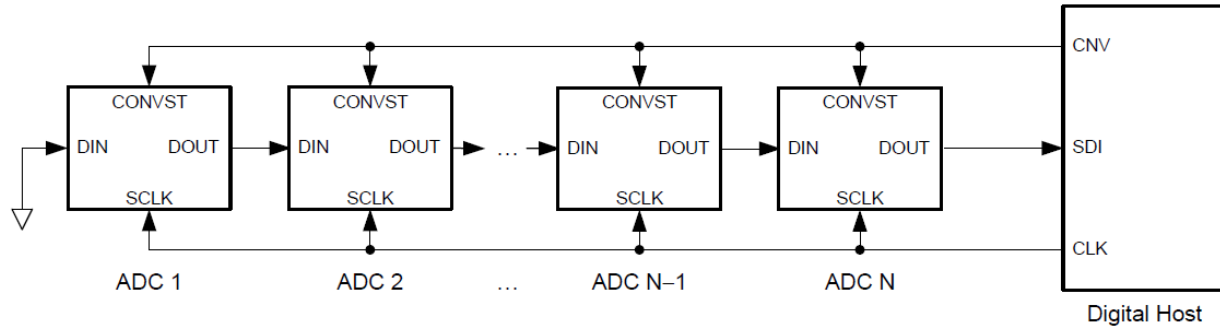 CNV
CONVST CONVST CONVST CONVST
DIN DOUT DIN DOUT ... DIN DOUT DIN DOUT SDI
SCLK SCLK SCLK SCLK
CLK
ADC 1 ADC 2 ... ADC N–1 ADC N
Digital Host